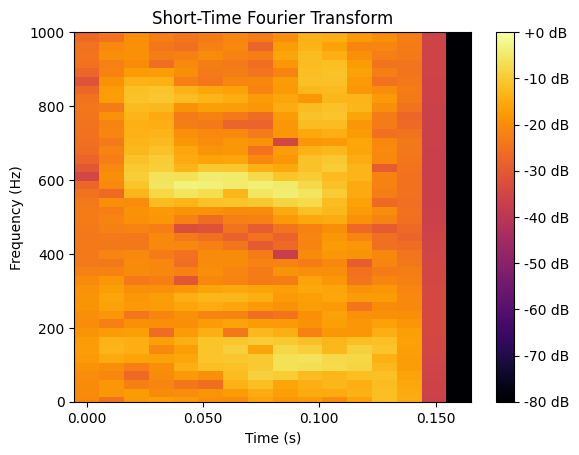 Short-Time Fourier Transform
1000
800
600
400
200
0
Frequency (Hz)
0.000
0.050
0.100
0.150
Time (s)
+0 dB
-10 dB
-20 dB
-30 dB
-40 dB
-50 dB
-60 dB
-70 dB
-80 dB